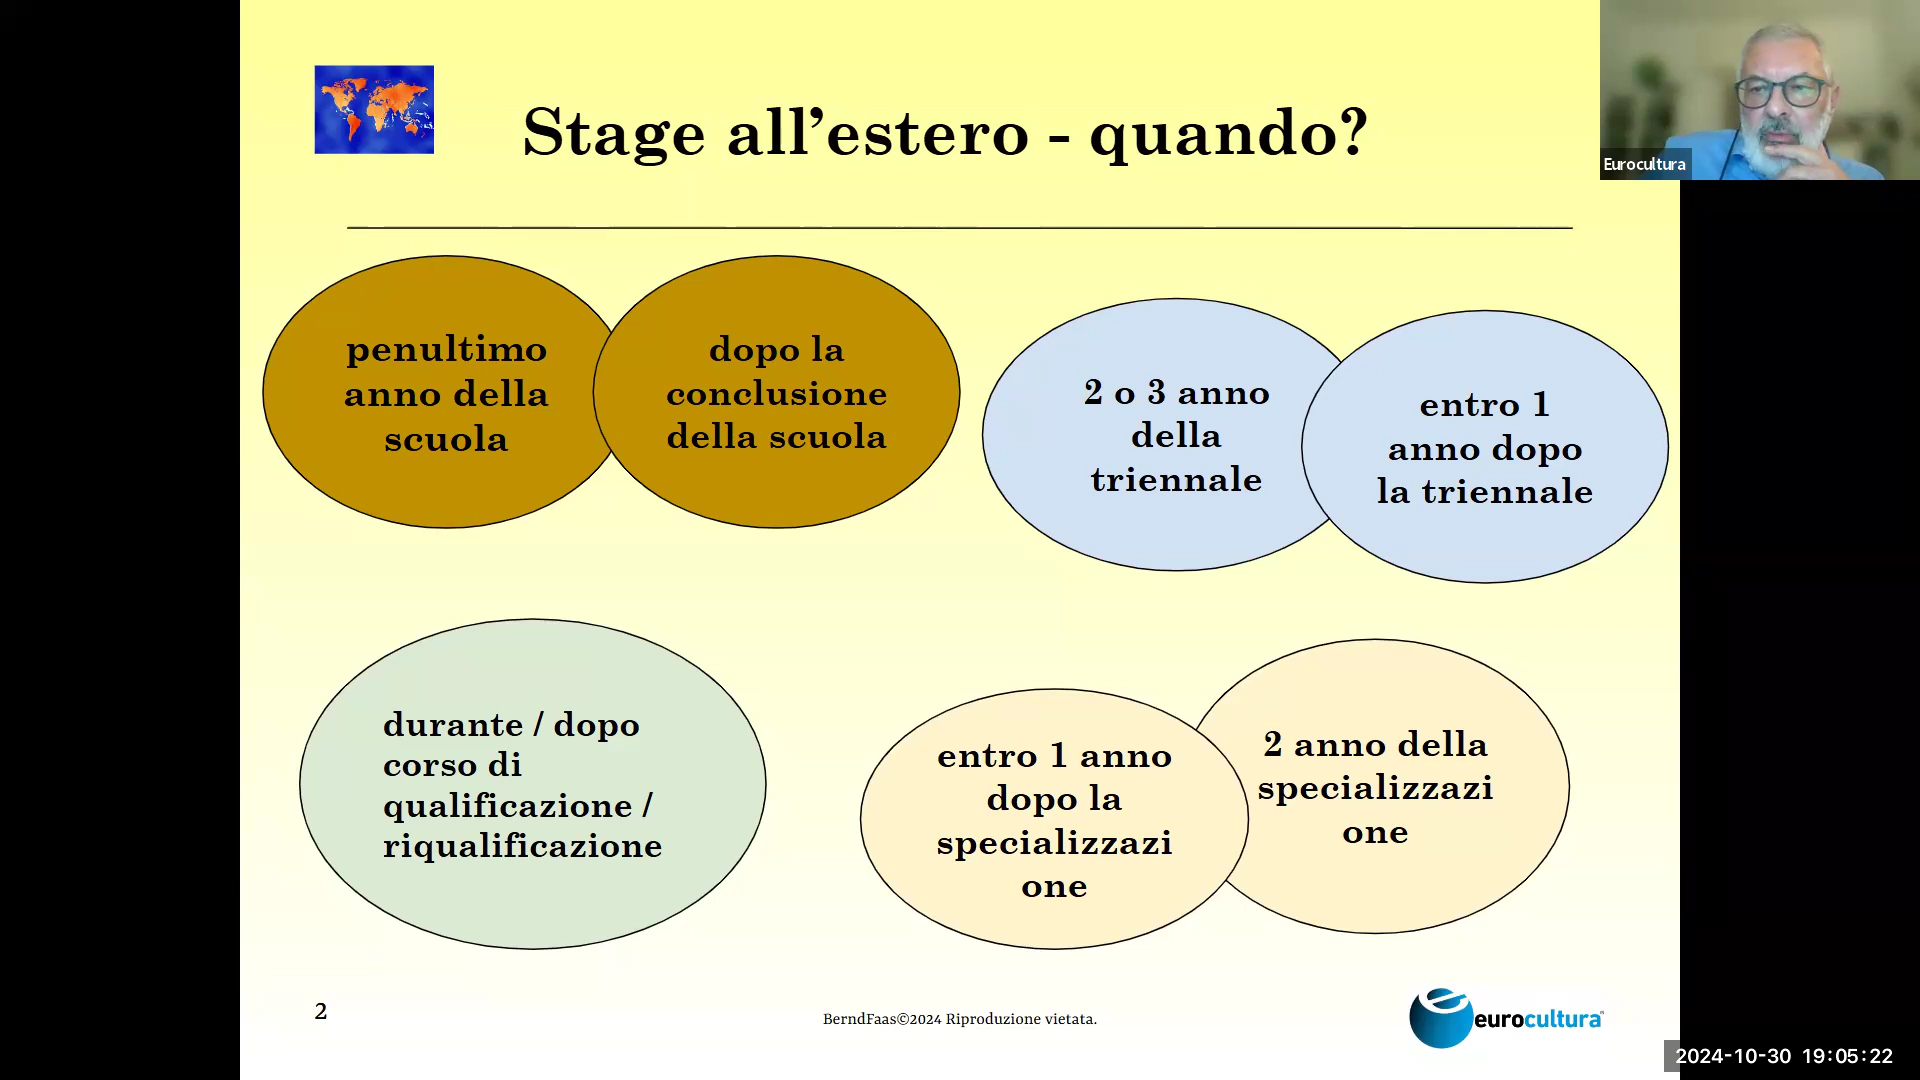 Stage all’estero - quando?
Eurocultura
penultimo
anno della
scuola
dopo la
conclusione
della scuola
2 o 3 anno
della
triennale
entro 1
anno dopo
la triennale
durante / dopo
corso di
qualificazione /
riqualificazione
entro 1 anno
dopo la
specializzazi
one
2 anno della
specializzazi
one
2
BerndFaas©2024 Riproduzione vietata.
eurocultura
2024-10-30 19:05:22